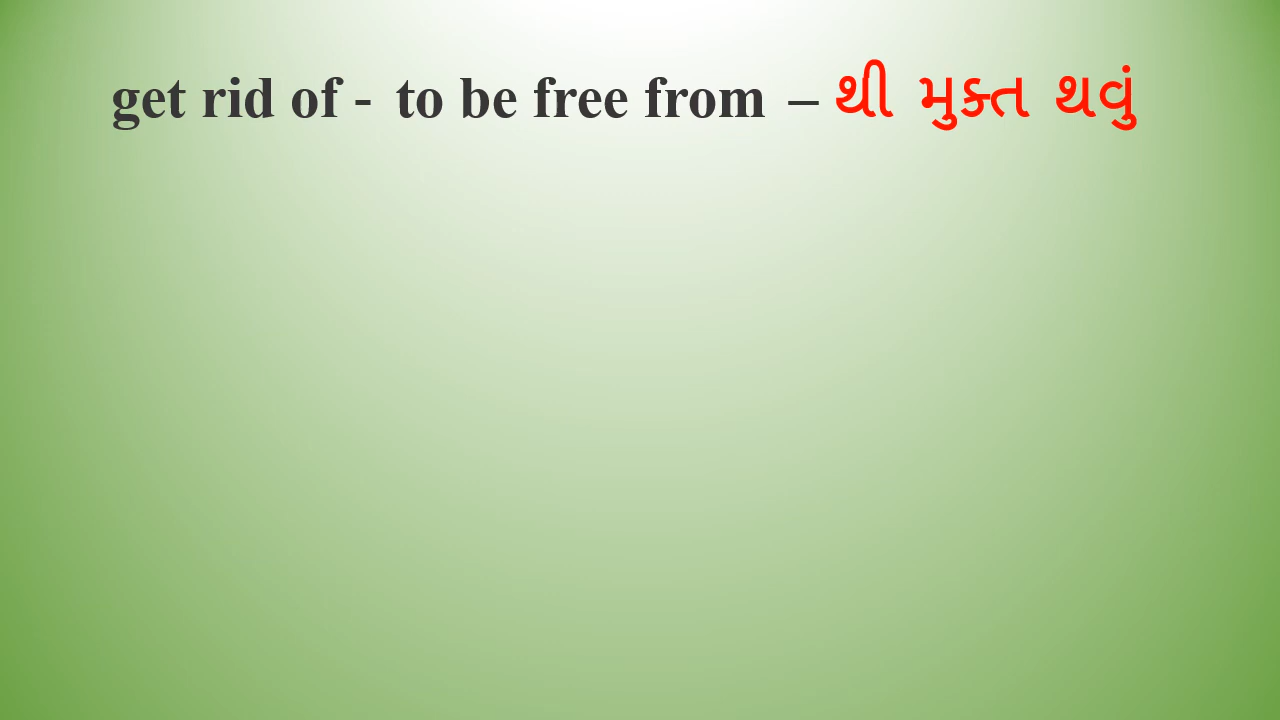 get rid of - to be free from – થી મુક્ત થવું